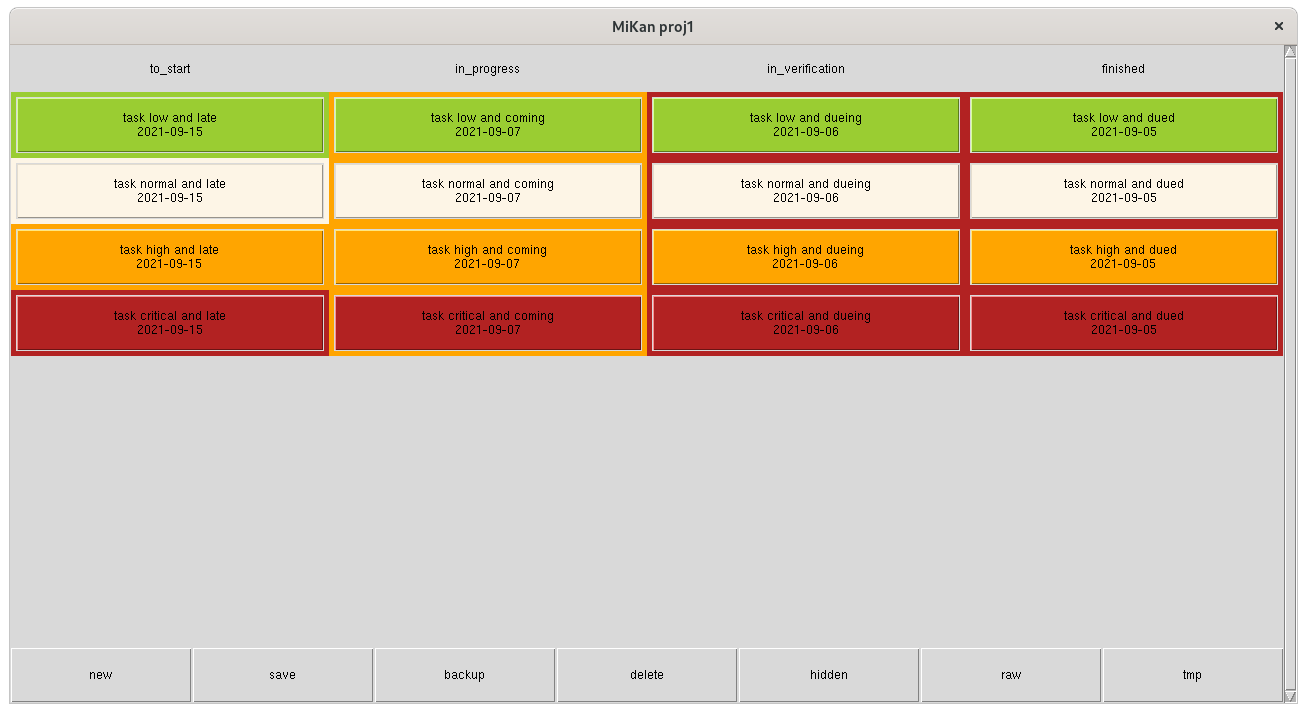 MiKan proj1
to_start
in_progress
in_verification
finished
task low and late
2021-09-15
task low and coming
2021-09-07
task low and dueing
2021-09-06
task low and dued
2021-09-05
task normal and late
2021-09-15
task normal and coming
2021-09-07
task normal and dueing
2021-09-06
task normal and dued
2021-09-05
task high and late
2021-09-15
task high and coming
2021-09-07
task high and dueing
2021-09-06
task high and dued
2021-09-05
task critical and late
2021-09-15
task critical and coming
2021-09-07
task critical and dueing
2021-09-06
task critical and dued
2021-09-05
new
save
backup
delete
hidden
raw
tmp